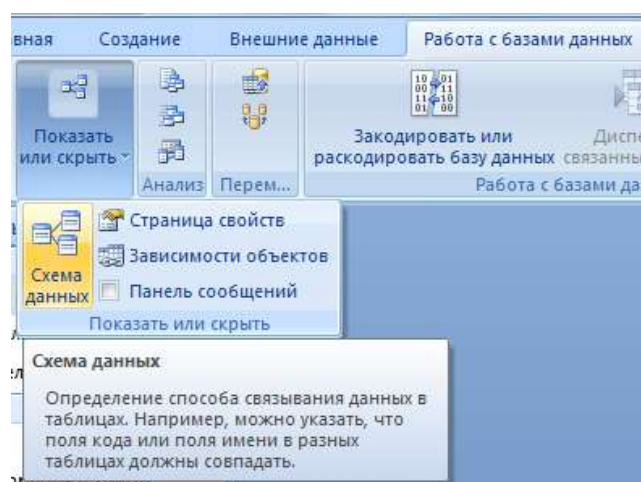 вная Создание Внешние данные Работа с базами данных
Показать
или скрыть
Анализ
Перем...
Закодировать или
раскодировать базу данных
Диспе
связанны
Работа с базами да
Схема
данных
Страница свойств
Зависимости объектов
Панель сообщений
Показать или скрыть
Схема данных
Определение способа связывания данных в
таблицах. Например, можно указать, что
поля кода или поля имени в разных
таблицах должны совпадать.